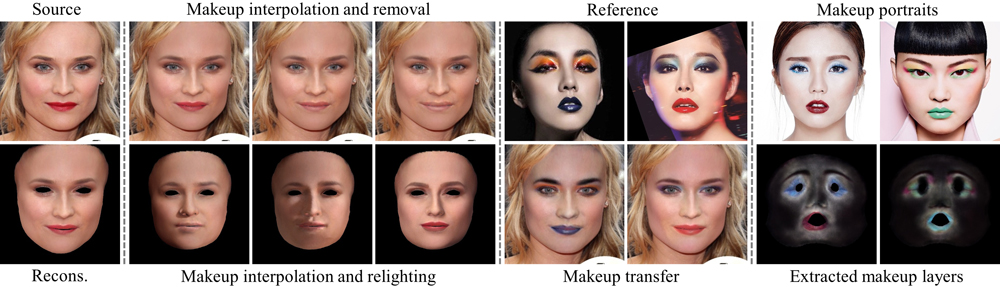 Source
Makeup interpolation and removal
Reference
Makeup portraits
Recons.
Makeup interpolation and relighting
Makeup transfer
Extracted makeup layers